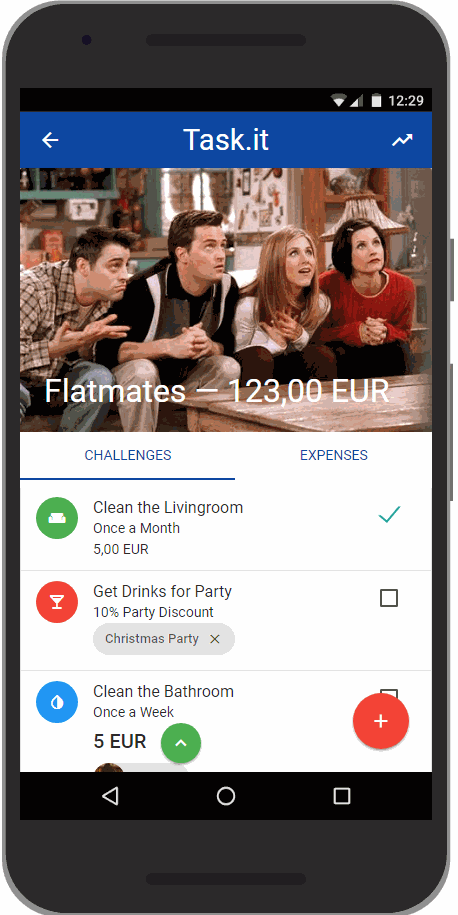 12:29
Task.it
Flatmates — 123,00 EUR
CHALLENGES EXPENSES
Clean the Livingroom
Once a Month
5,00 EUR
Get Drinks for Party
10% Party Discount
Christmas Party
Clean the Bathroom
Once a Week
5 EUR